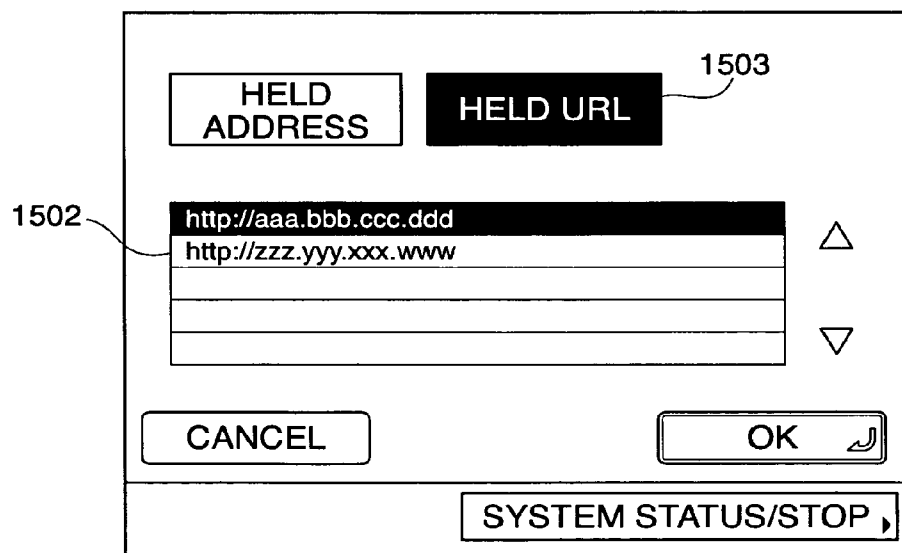 1503
HELD
ADDRESS
HELD URL
1502
http://aaa.bbb.ccc.ddd
http://zzz.yyy.xxx.www
CANCEL
OK
SYSTEM STATUS/STOP